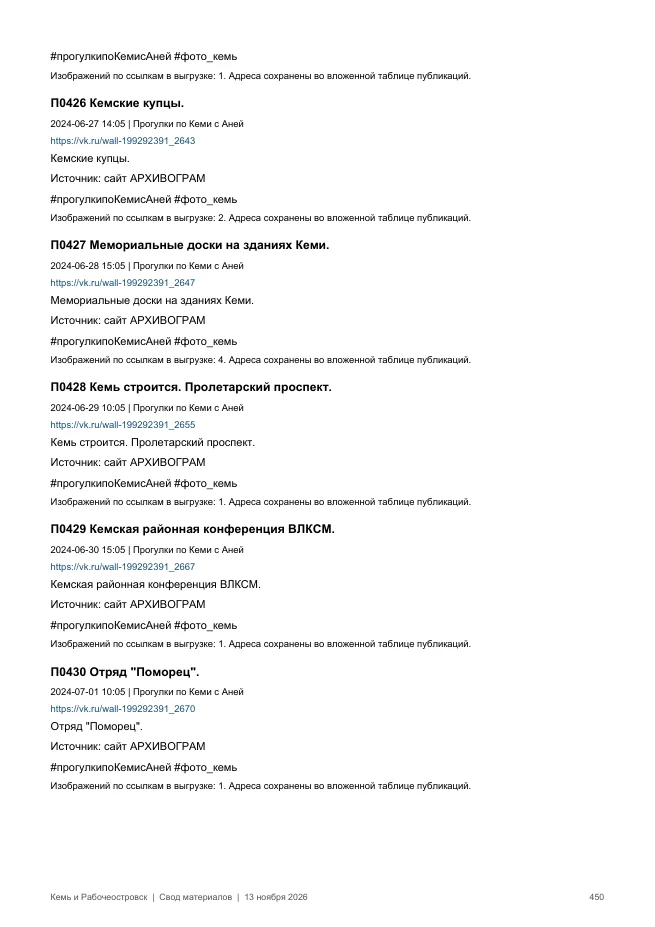 #прогулкипоКемисАней #фото_кемь
Изображений по ссылкам в выгрузке: 1. Адреса сохранены во вложенной таблице публикаций.
П0426 Кемские купцы.
2024-06-27 14:05 | Прогулки по Кеми с Аней
https://vk.ru/wall-199292391_2643
Кемские купцы.
Источник: сайт АРХИВОГРАМ
#прогулкипоКемисАней #фото_кемь
Изображений по ссылкам в выгрузке: 2. Адреса сохранены во вложенной таблице публикаций.
П0427 Мемориальные доски на зданиях Кеми.
2024-06-28 15:05 | Прогулки по Кеми с Аней
https://vk.ru/wall-199292391_2647
Мемориальные доски на зданиях Кеми.
Источник: сайт АРХИВОГРАМ
#прогулкипоКемисАней #фото_кемь
Изображений по ссылкам в выгрузке: 4. Адреса сохранены во вложенной таблице публикаций.
П0428 Кемь строится. Пролетарский проспект.
2024-06-29 10:05 | Прогулки по Кеми с Аней
https://vk.ru/wall-199292391_2655
Кемь строится. Пролетарский проспект.
Источник: сайт АРХИВОГРАМ
#прогулкипоКемисАней #фото_кемь
Изображений по ссылкам в выгрузке: 1. Адреса сохранены во вложенной таблице публикаций.
П0429 Кемская районная конференция ВЛКСМ.
2024-06-30 15:05 | Прогулки по Кеми с Аней
https://vk.ru/wall-199292391_2667
Кемская районная конференция ВЛКСМ.
Источник: сайт АРХИВОГРАМ
#прогулкипоКемисАней #фото_кемь
Изображений по ссылкам в выгрузке: 1. Адреса сохранены во вложенной таблице публикаций.
П0430 Отряд "Поморец".
2024-07-01 10:05 | Прогулки по Кеми с Аней
https://vk.ru/wall-199292391_2670
Отряд "Поморец".
Источник: сайт АРХИВОГРАМ
#прогулкипоКемисАней #фото_кемь
Изображений по ссылкам в выгрузке: 1. Адреса сохранены во вложенной таблице публикаций.
Кемь и Рабочеостровск | Свод материалов | 13 ноября 2026 450